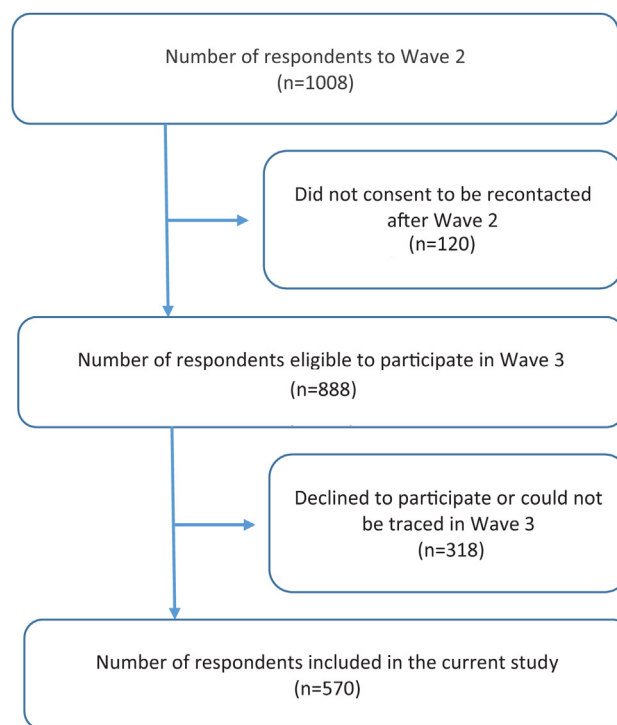 Number of respondents to Wave 2
(n=1008)
Did not consent to be recontacted
after Wave 2
(n=120)
Number of respondents eligible to participate in Wave 3
(n=888)
Declined to participate or could not
be traced in Wave 3
(n=318)
Number of respondents included in the current study
(n=570)